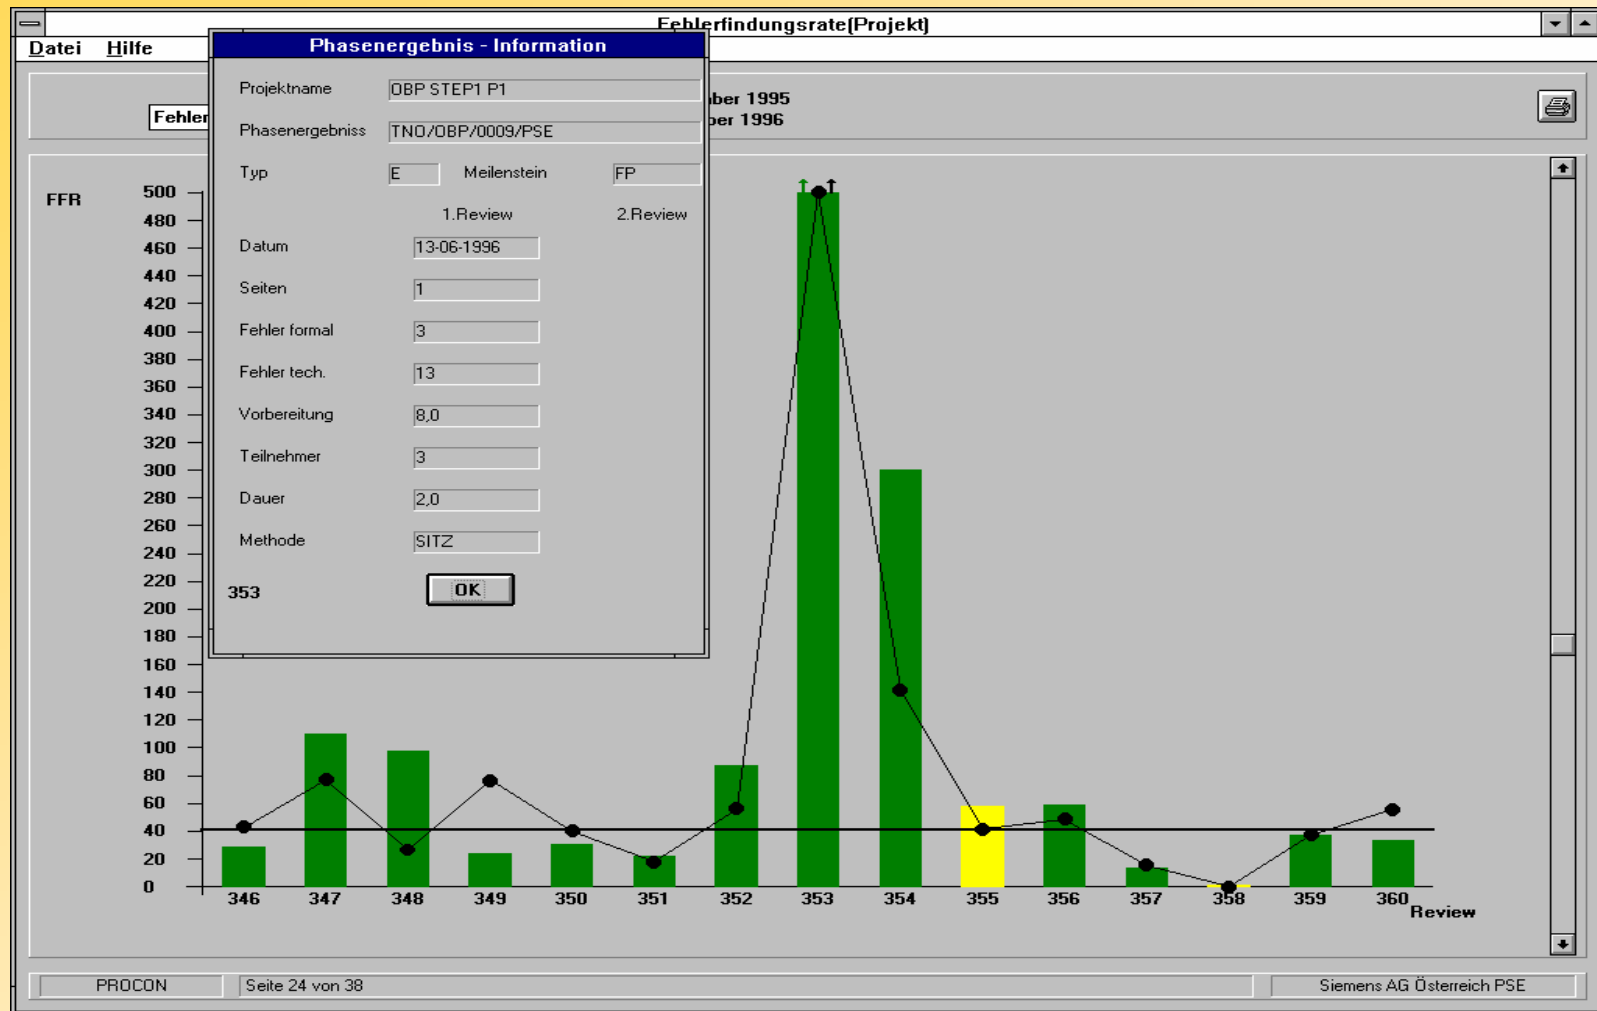 Fehlerfindungsrate(Projekt)
Datei Hilfe
Phasenergebnis - Information
Projektname OBP STEP1 P1
Phasenergebniss TNO/OBP/0009/PSE
Typ E Meilenstein FP
1.Review 2.Review
Datum 13-06-1996
Seiten 1
Fehler formal 3
Fehler tech. 13
Vorbereitung 8,0
Teilnehmer 3
Dauer 2,0
Methode SITZ
353 OK
1995
1996
FFR
500
480
460
440
420
400
380
360
340
320
300
280
260
240
220
200
180
160
140
120
100
80
60
40
20
0
346 347 348 349 350 351 352 353 354 355 356 357 358 359 360
Review
PROCON Seite 24 von 38 Siemens AG Österreich PSE